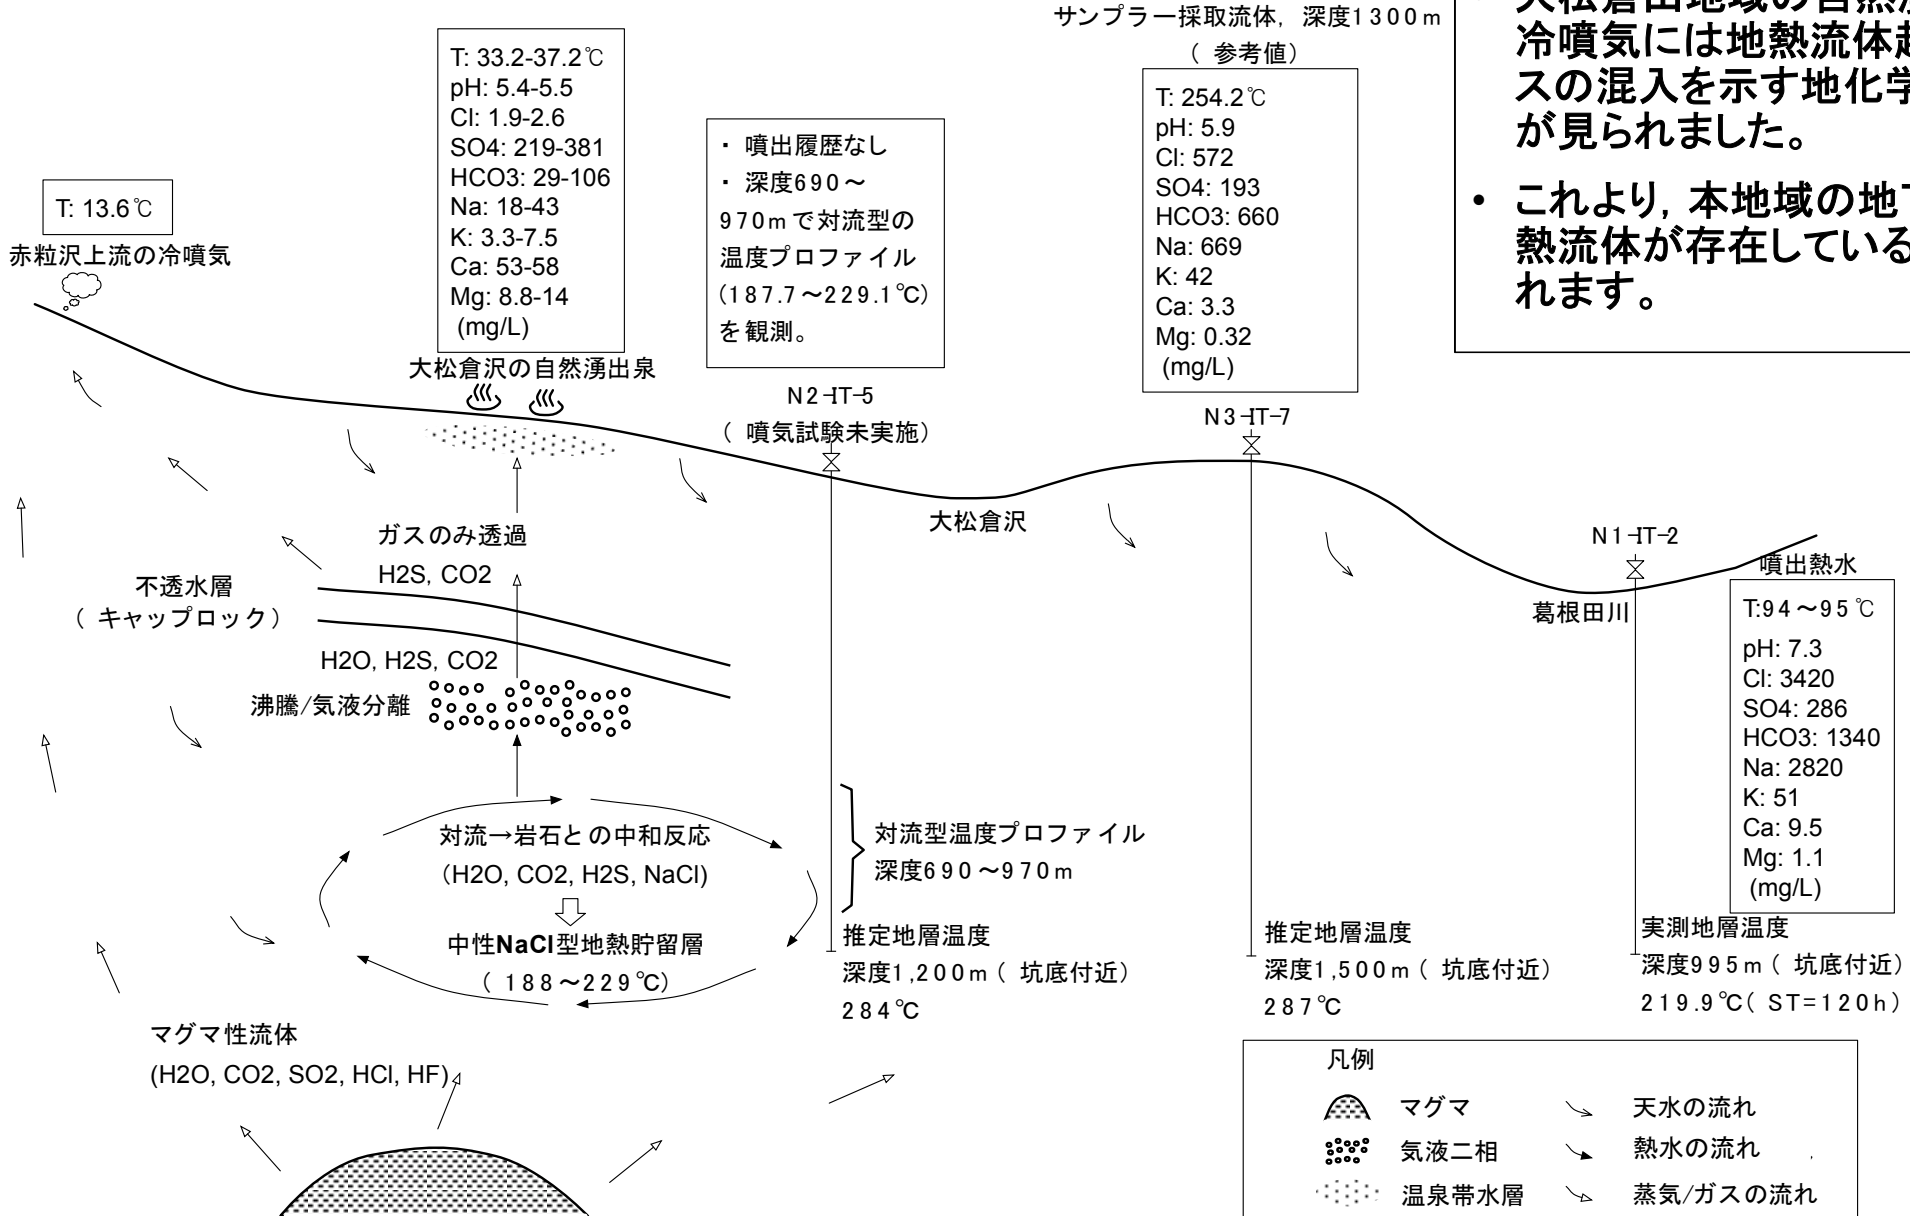 サンプラー採取流体, 深度1300m
( 参考値)
T: 254.2℃
pH: 5.9
Cl: 572
SO4: 193
HCO3: 660
Na: 669
K: 42
Ca: 3.3
Mg: 0.32
(mg/L)
N3-IT-7
冷噴気には地熱流体
スの混入を示す地化学
が見られました。
• これより, 本地域の地
熱流体が存在している
れます。
T: 33.2-37.2℃
pH: 5.4-5.5
Cl: 1.9-2.6
SO4: 219-381
HCO3: 29-106
Na: 18-43
K: 3.3-7.5
Ca: 53-58
Mg: 8.8-14
(mg/L)
大松倉沢の自然湧出泉
・ 噴出履歴なし
・ 深度690～
970mで対流型の
温度プロファイル
(187.7～229.1℃)
を観測。
N2-IT-5
( 噴気試験未実施)
T: 13.6℃
赤粒沢上流の冷噴気
大松倉沢
N1-IT-2
噴出熱水
葛根田川
T:94～95℃
pH: 7.3
Cl: 3420
SO4: 286
HCO3: 1340
Na: 2820
K: 51
Ca: 9.5
Mg: 1.1
(mg/L)
ガスのみ透過
H2S, CO2
不透水層
( キャップロック)
H2O, H2S, CO2
沸騰/気液分離
対流→岩石との中和反応
(H2O, CO2, H2S, NaCl)
中性NaCl型地熱貯留層
( 188～229℃)
対流型温度プロファイル
深度690～970m
推定地層温度
深度1,200m( 坑底付近)
284℃
推定地層温度
深度1,500m( 坑底付近)
287℃
実測地層温度
深度995m( 坑底付近)
219.9℃( ST=120h)
マグマ性流体
(H2O, CO2, SO2, HCl, HF)
凡例
マグマ
天水の流れ
気液二相
熱水の流れ
温泉帯水層
蒸気/ガスの流れ